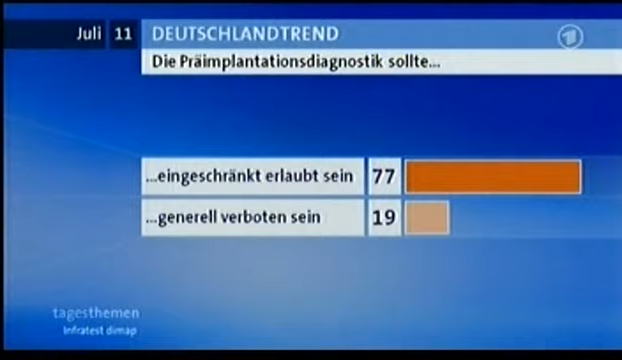 Juli 11 DEUTSCHLANDTREND
Die Präimplantationsdiagnostik sollte...
...eingeschränkt erlaubt sein 77
...generell verboten sein 19
tagesthemen
Infratest dimap